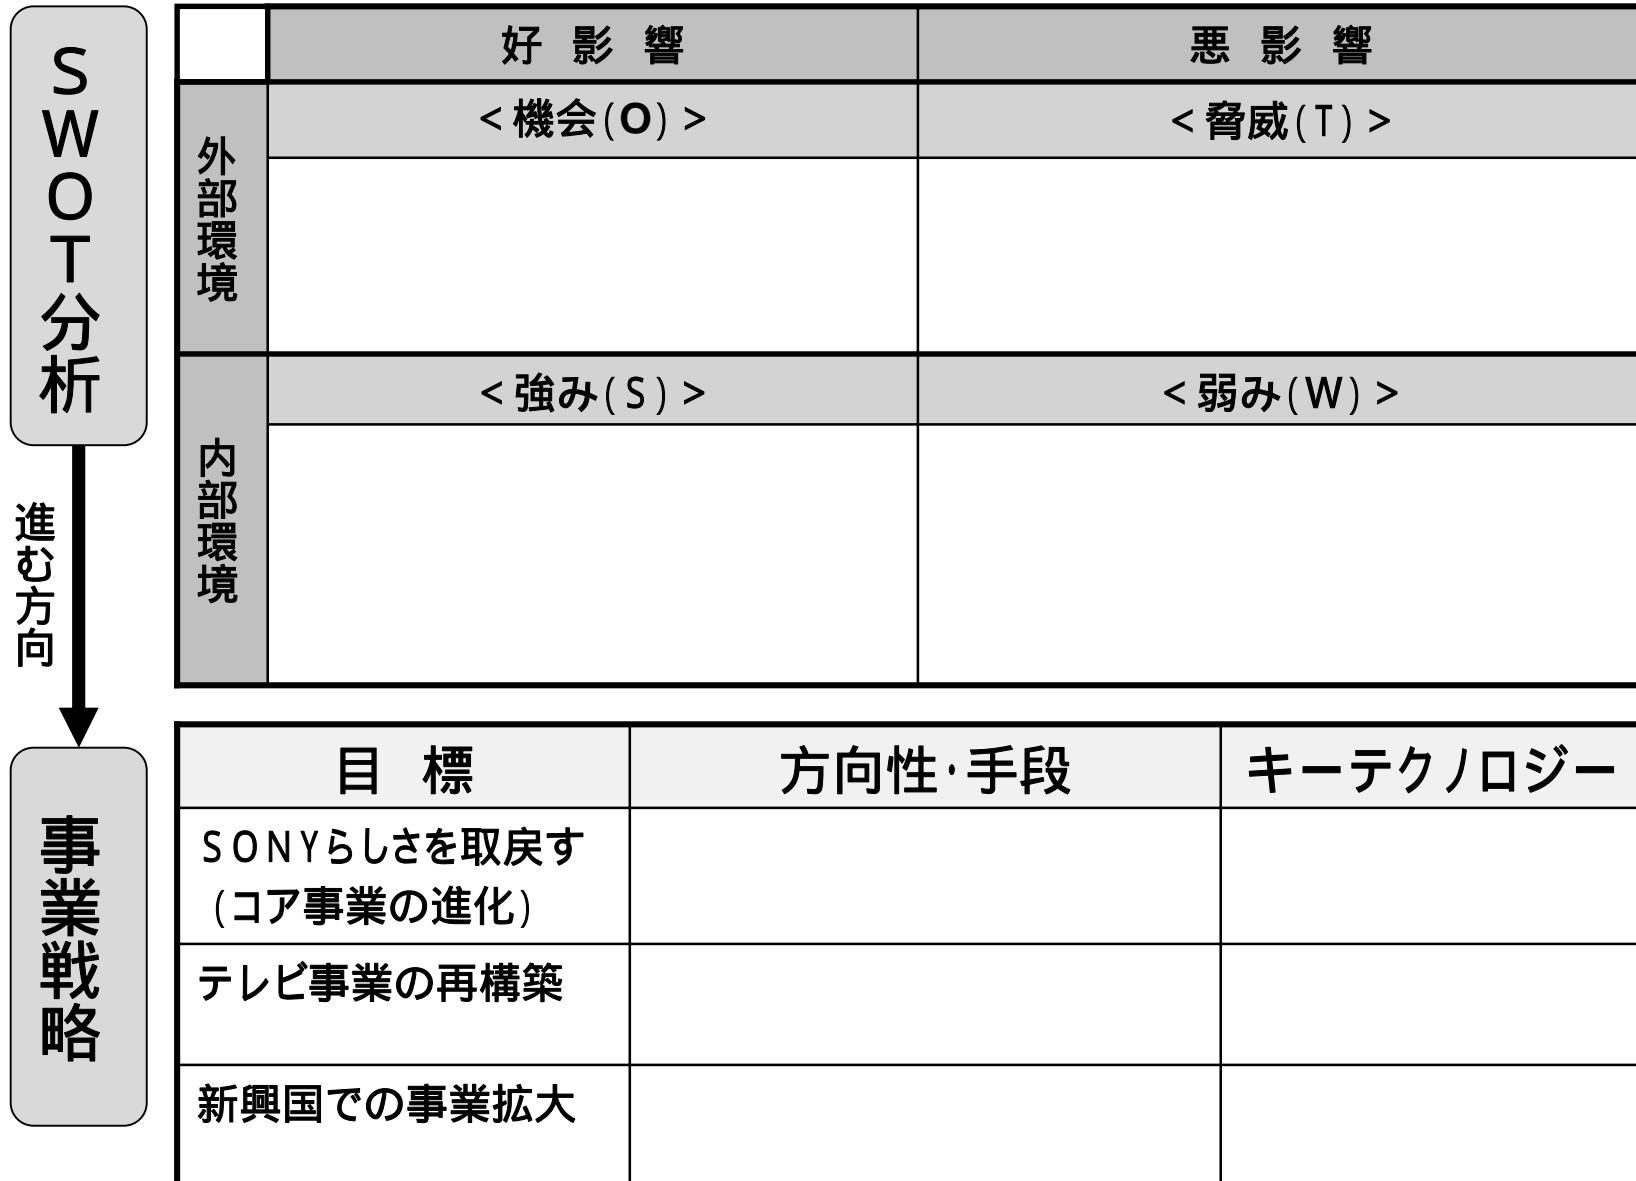 SWOT分析
好影響
悪影響
外部環境
<機会(O)>
<脅威(T)>
内部環境
<強み(S)>
<弱み(W)>
進む方向
事業戦略
目標
方向性・手段
キーテクノロジー
SONYらしさを取戻す
(コア事業の進化)
テレビ事業の再構築
新興国での事業拡大